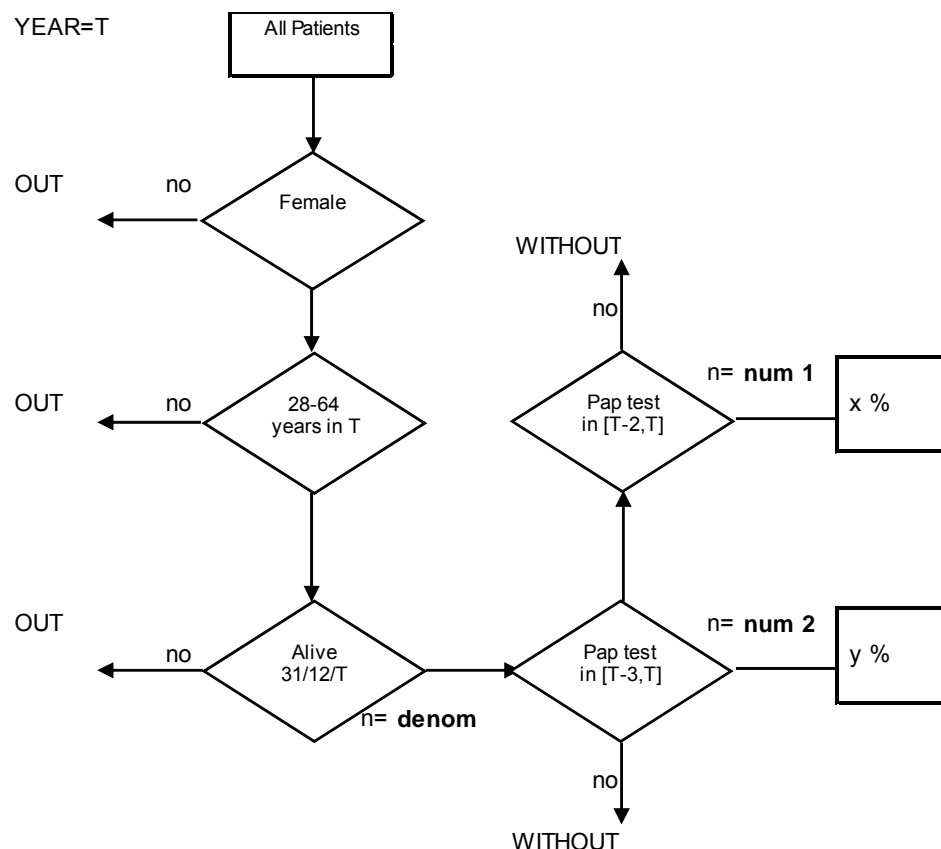 YEAR=T
All Patients
OUT
no
Female
WITHOUT
no
OUT
no
28-64
years in T
Pap test
in [T-2,T]
n= num 1
x %
OUT
no
Alive
31/12/T
n= denom
Pap test
in [T-3,T]
n= num 2
y %
no
WITHOUT